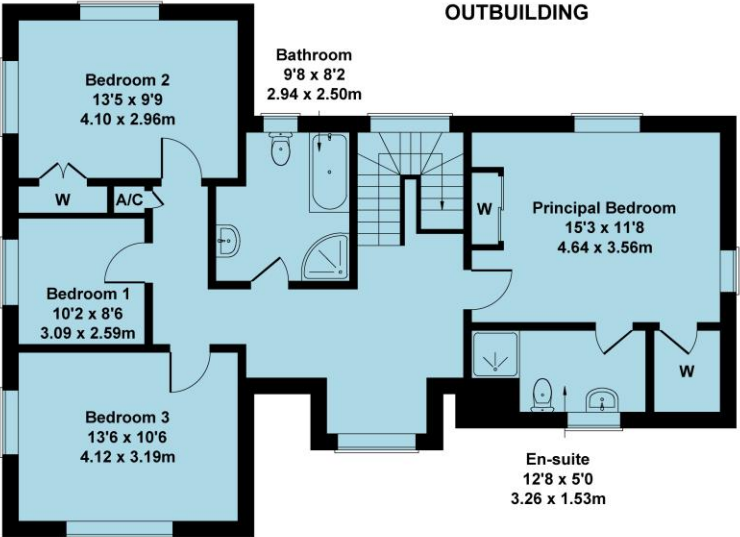 OUTBUILDING
Bathroom
9'8 x 8'2
2.94 x 2.50m
Bedroom 2
13'5 x 9'9
4.10 x 2.96m
W
A/C
W
Principal Bedroom
15'3 x 11'8
4.64 x 3.56m
Bedroom 1
10'2 x 8'6
3.09 x 2.59m
W
Bedroom 3
13'6 x 10'6
4.12 x 3.19m
En-suite
12'8 x 5'0
3.26 x 1.53m